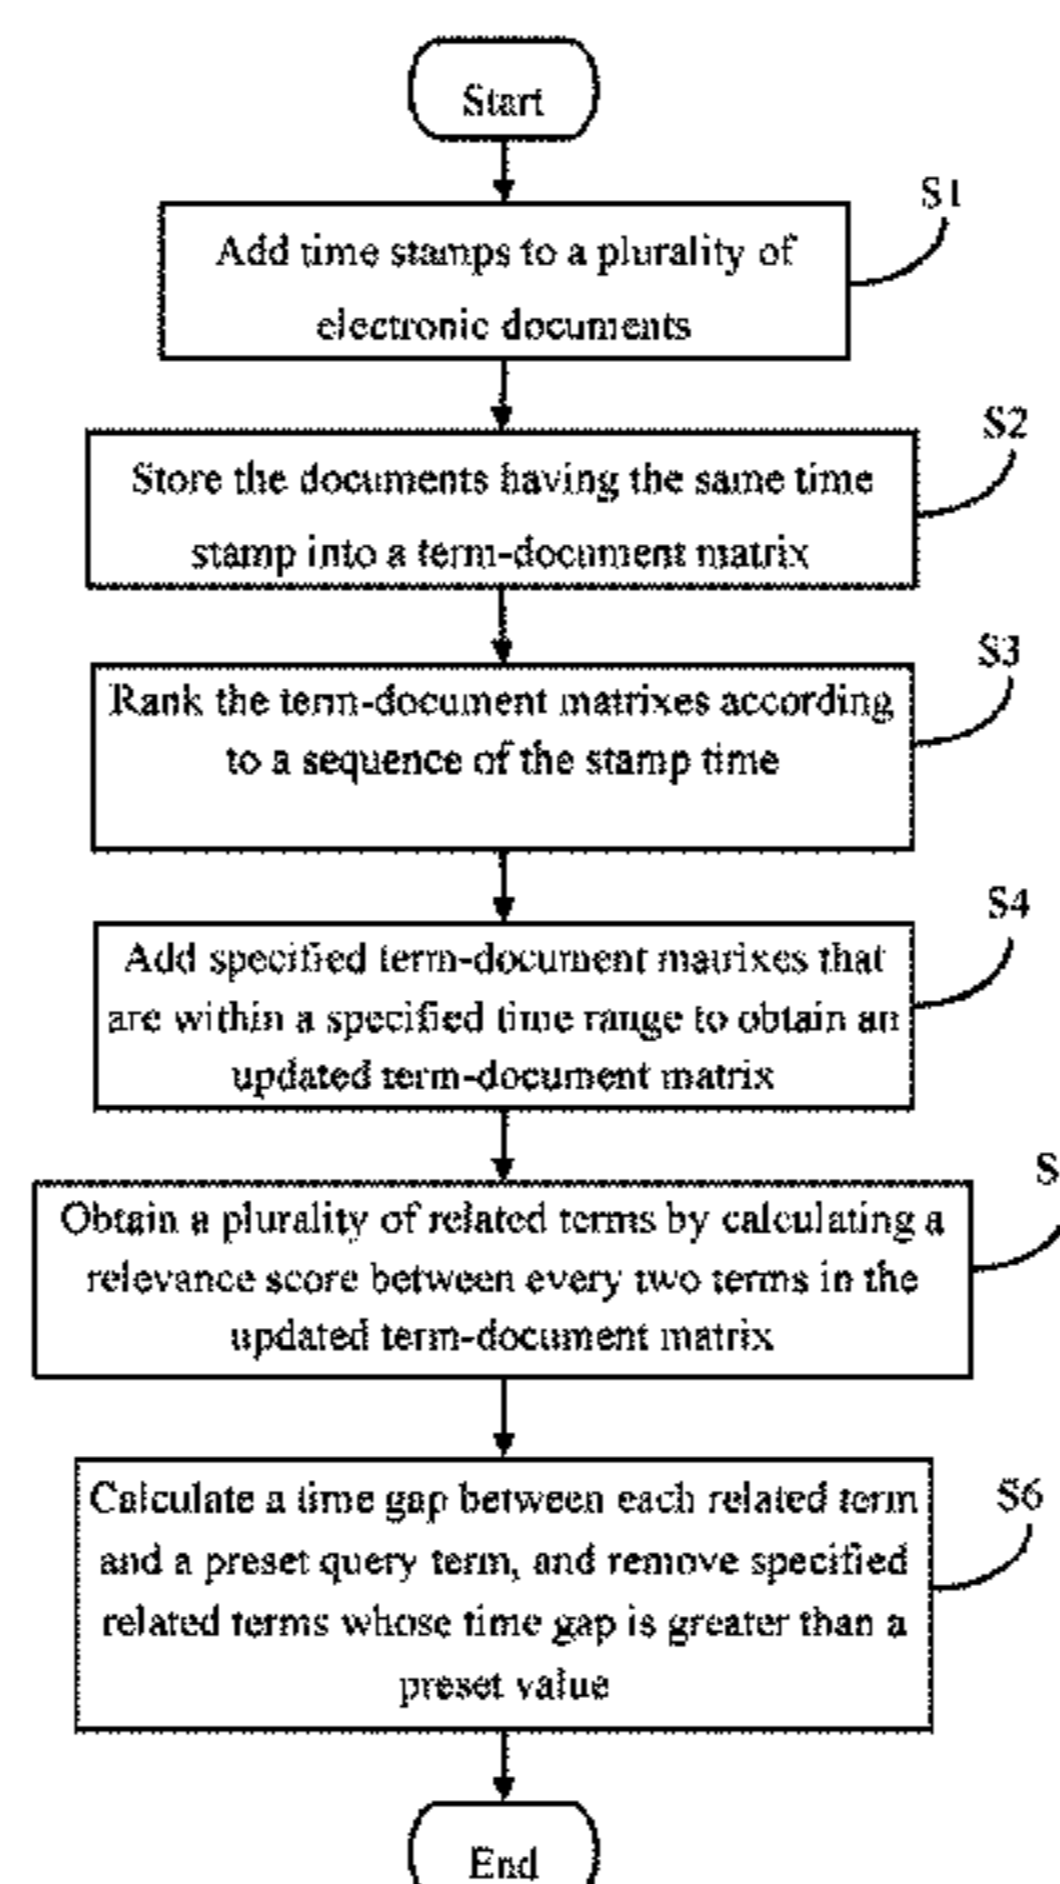 Start
S1
Add time stamps to a plurality of
electronic documents
S2
Store the documents having the same time
stamp into a term-document matrix
S3
Rank the term-document matrixes according
to a sequence of the stamp time
S4
Add specified term-document matrixes that
are within a specified time range to obtain an
updated term-document matrix
S
Obtain a plurality of related terms by calculating a
relevance score between every two terms in the
updated term-document matrix
S6
Calculate a time gap between each related term
and a preset query term, and remove specified
related terms whose time gap is greater than a
preset value
End